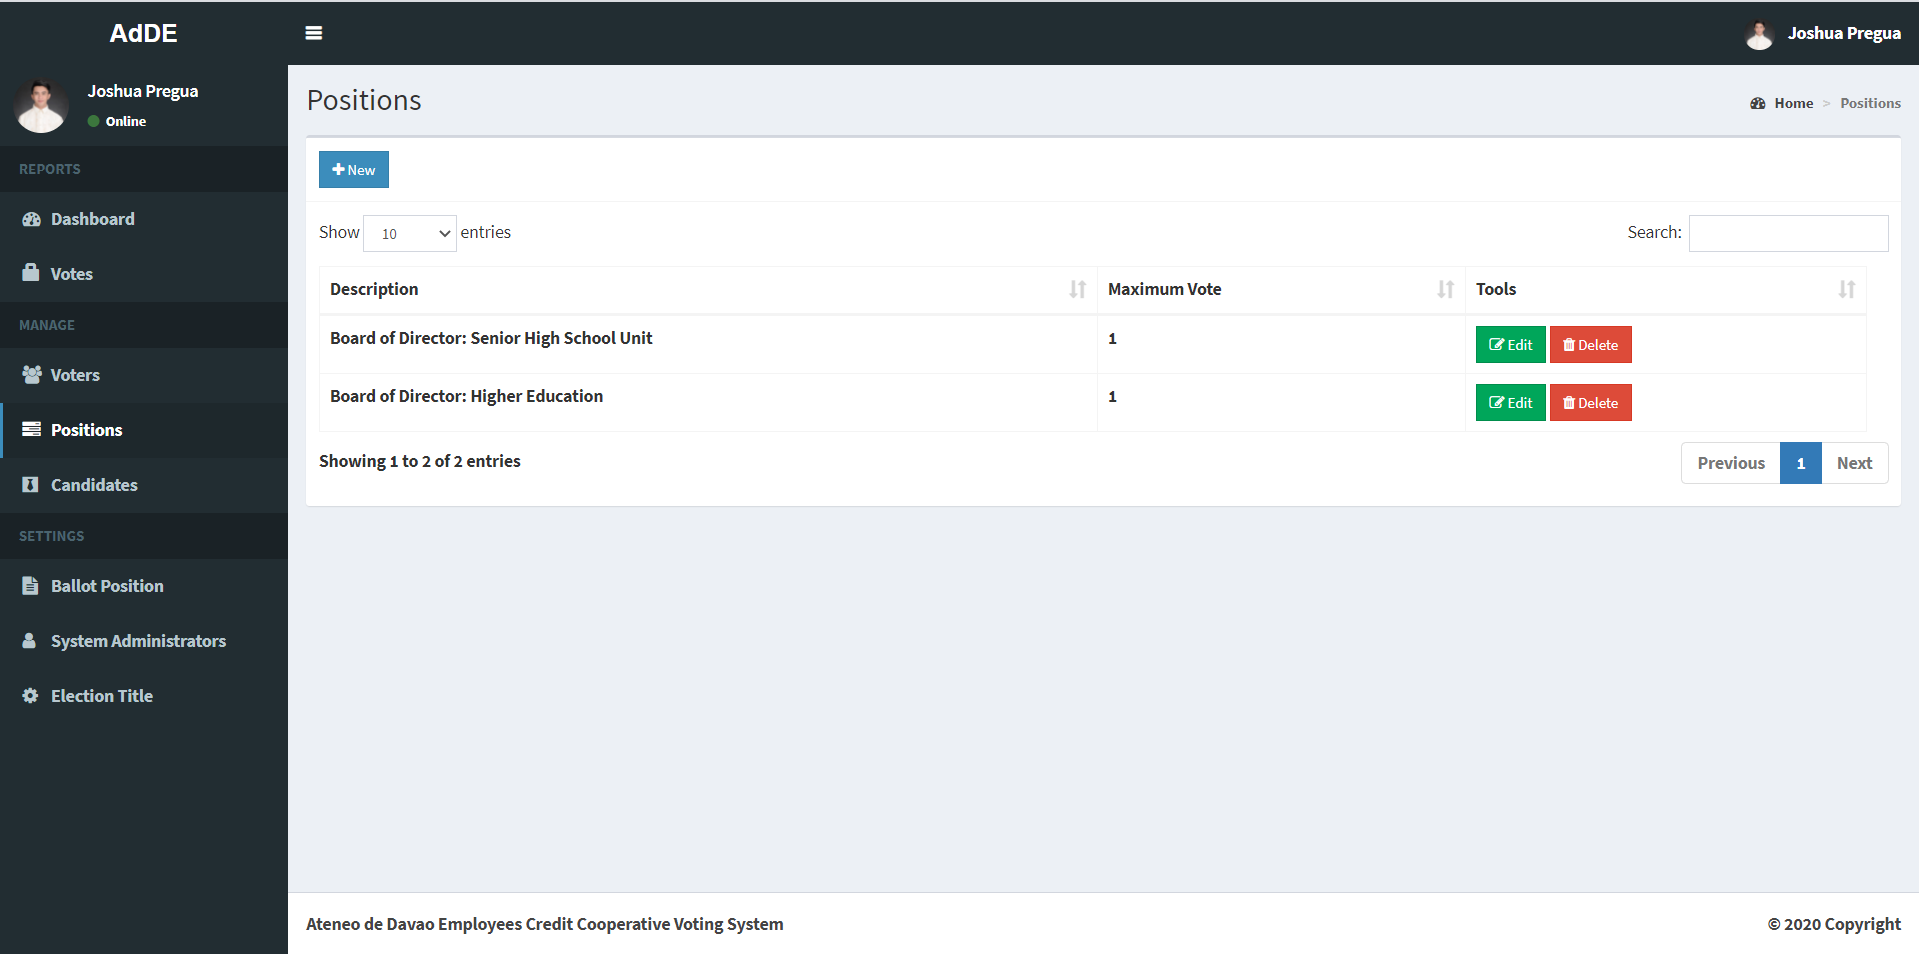 AdDE
Joshua Pregua
Joshua Pregua
Online
REPORTS
Dashboard
Votes
MANAGE
Voters
Positions
Candidates
SETTINGS
Ballot Position
System Administrators
Election Title
Positions
Home > Positions
New
Show 10 entries
Search:
Description Maximum Vote Tools
Board of Director: Senior High School Unit 1 Edit Delete
Board of Director: Higher Education 1 Edit Delete
Showing 1 to 2 of 2 entries
Previous 1 Next
Ateneo de Davao Employees Credit Cooperative Voting System
© 2020 Copyright